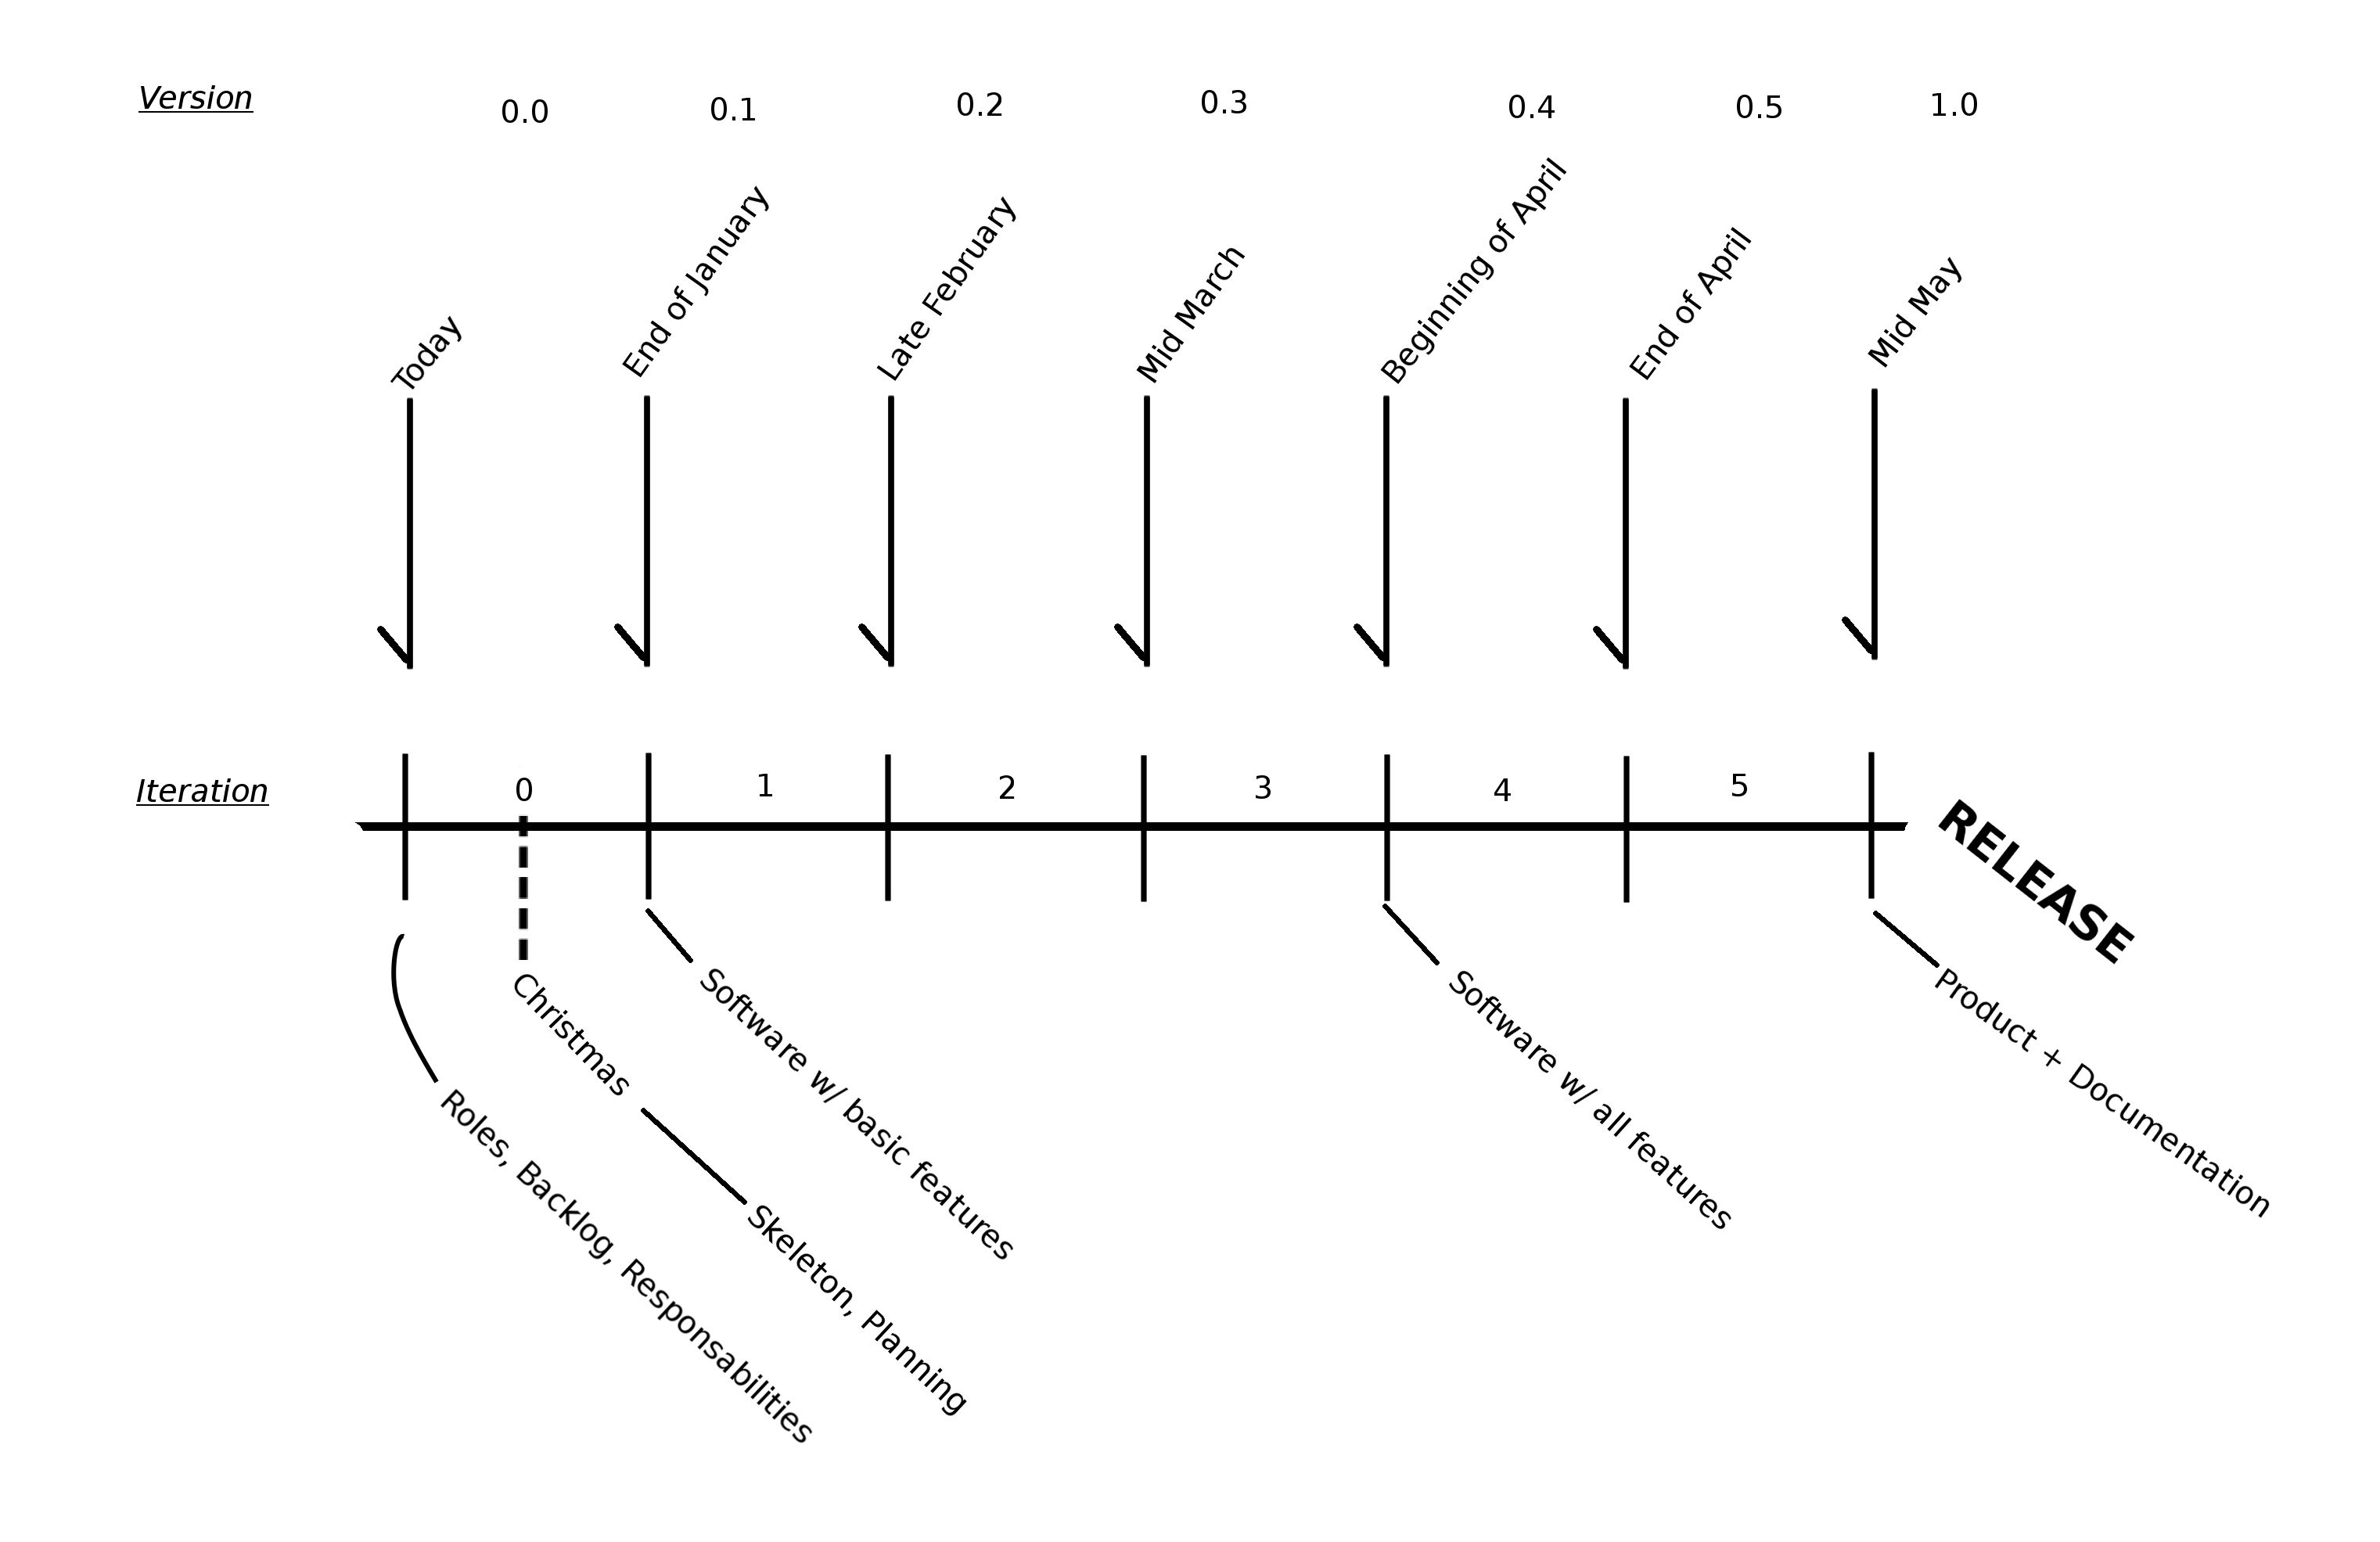 Version
0.0
0.1
0.2
0.3
0.4
0.5
1.0
Today
End of January
Late February
Mid March
Beginning of April
End of April
Mid May
Iteration
0
1
2
3
4
5
RELEASE
Christmas
Software w/ basic features
Software w/ all features
Product + Documentation
Roles, Backlog, Responsabilities
Skeleton, Planning